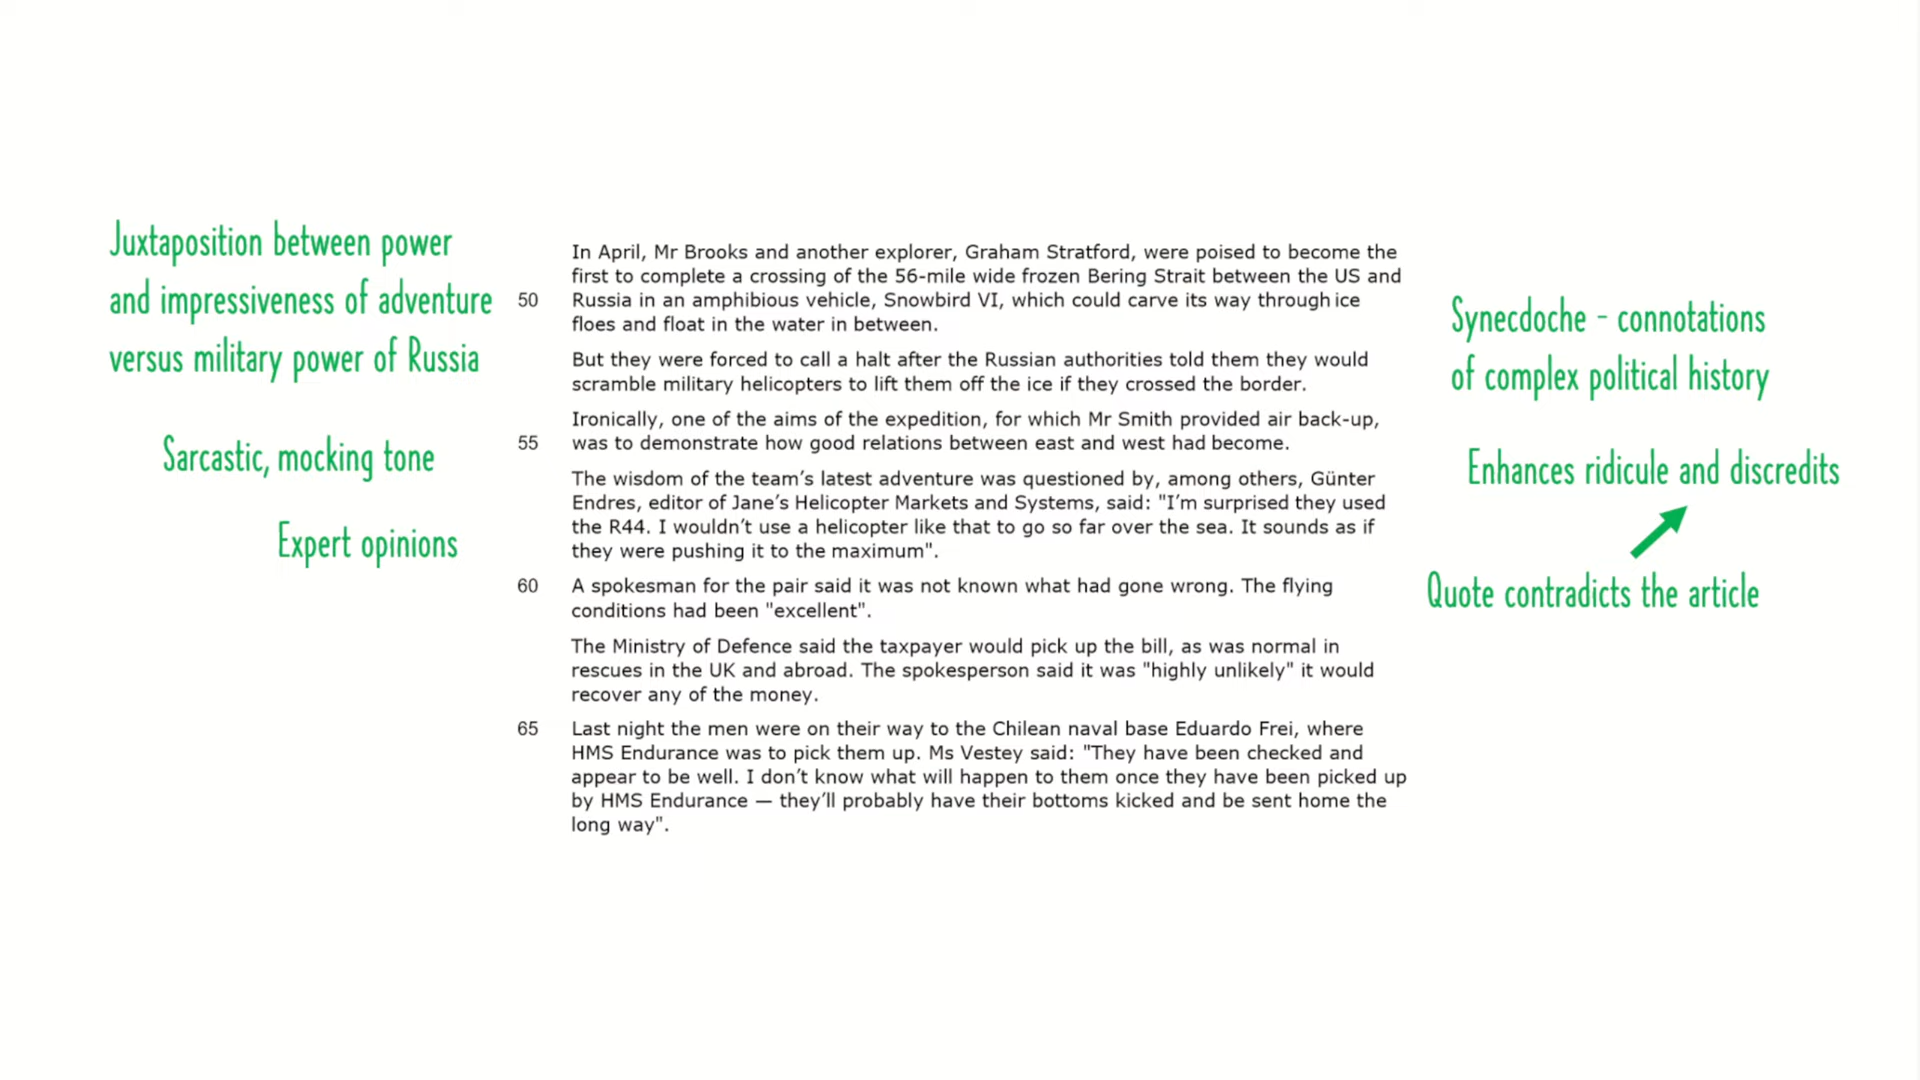 Juxtaposition between power
and impressiveness of adventure
versus military power of Russia
Sarcastic, mocking tone
Expert opinions
In April, Mr Brooks and another explorer, Graham Stratford, were poised to become the
first to complete a crossing of the 56-mile wide frozen Bering Strait between the US and
50 Russia in an amphibious vehicle, Snowbird VI, which could carve its way through ice
floes and float in the water in between.
But they were forced to call a halt after the Russian authorities told them they would
scramble military helicopters to lift them off the ice if they crossed the border.
Ironically, one of the aims of the expedition, for which Mr Smith provided air back-up,
55 was to demonstrate how good relations between east and west had become.
The wisdom of the team’s latest adventure was questioned by, among others, Günter
Endres, editor of Jane’s Helicopter Markets and Systems, said: "I’m surprised they used
the R44. I wouldn’t use a helicopter like that to go so far over the sea. It sounds as if
they were pushing it to the maximum".
60 A spokesman for the pair said it was not known what had gone wrong. The flying
conditions had been "excellent".
The Ministry of Defence said the taxpayer would pick up the bill, as was normal in
rescues in the UK and abroad. The spokesperson said it was "highly unlikely" it would
recover any of the money.
65 Last night the men were on their way to the Chilean naval base Eduardo Frei, where
HMS Endurance was to pick them up. Ms Vestey said: "They have been checked and
appear to be well. I don’t know what will happen to them once they have been picked up
by HMS Endurance — they’ll probably have their bottoms kicked and be sent home the
long way".
Synecdoche - connotations
of complex political history
Enhances ridicule and discredits
Quote contradicts the article